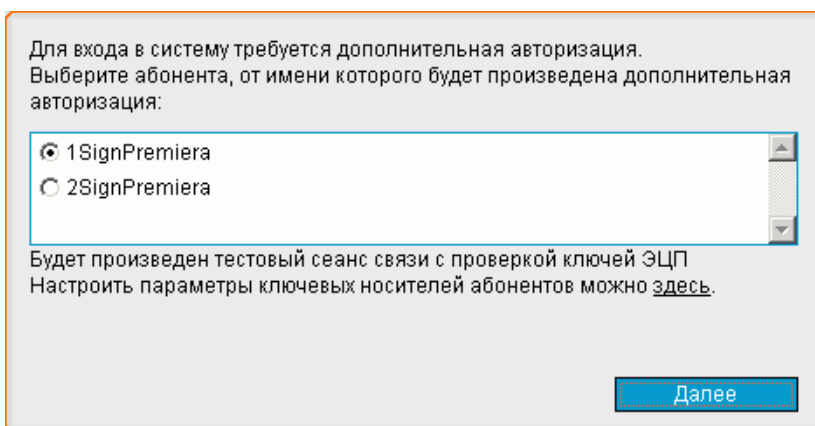 Для входа в систему требуется дополнительная авторизация.
Выберите абонента, от имени которого будет произведена дополнительная
авторизация:
1SignPremiera
2SignPremiera
Будет произведен тестовый сеанс связи с проверкой ключей ЭЦП
Настроить параметры ключевых носителей абонентов можно здесь.
Далее